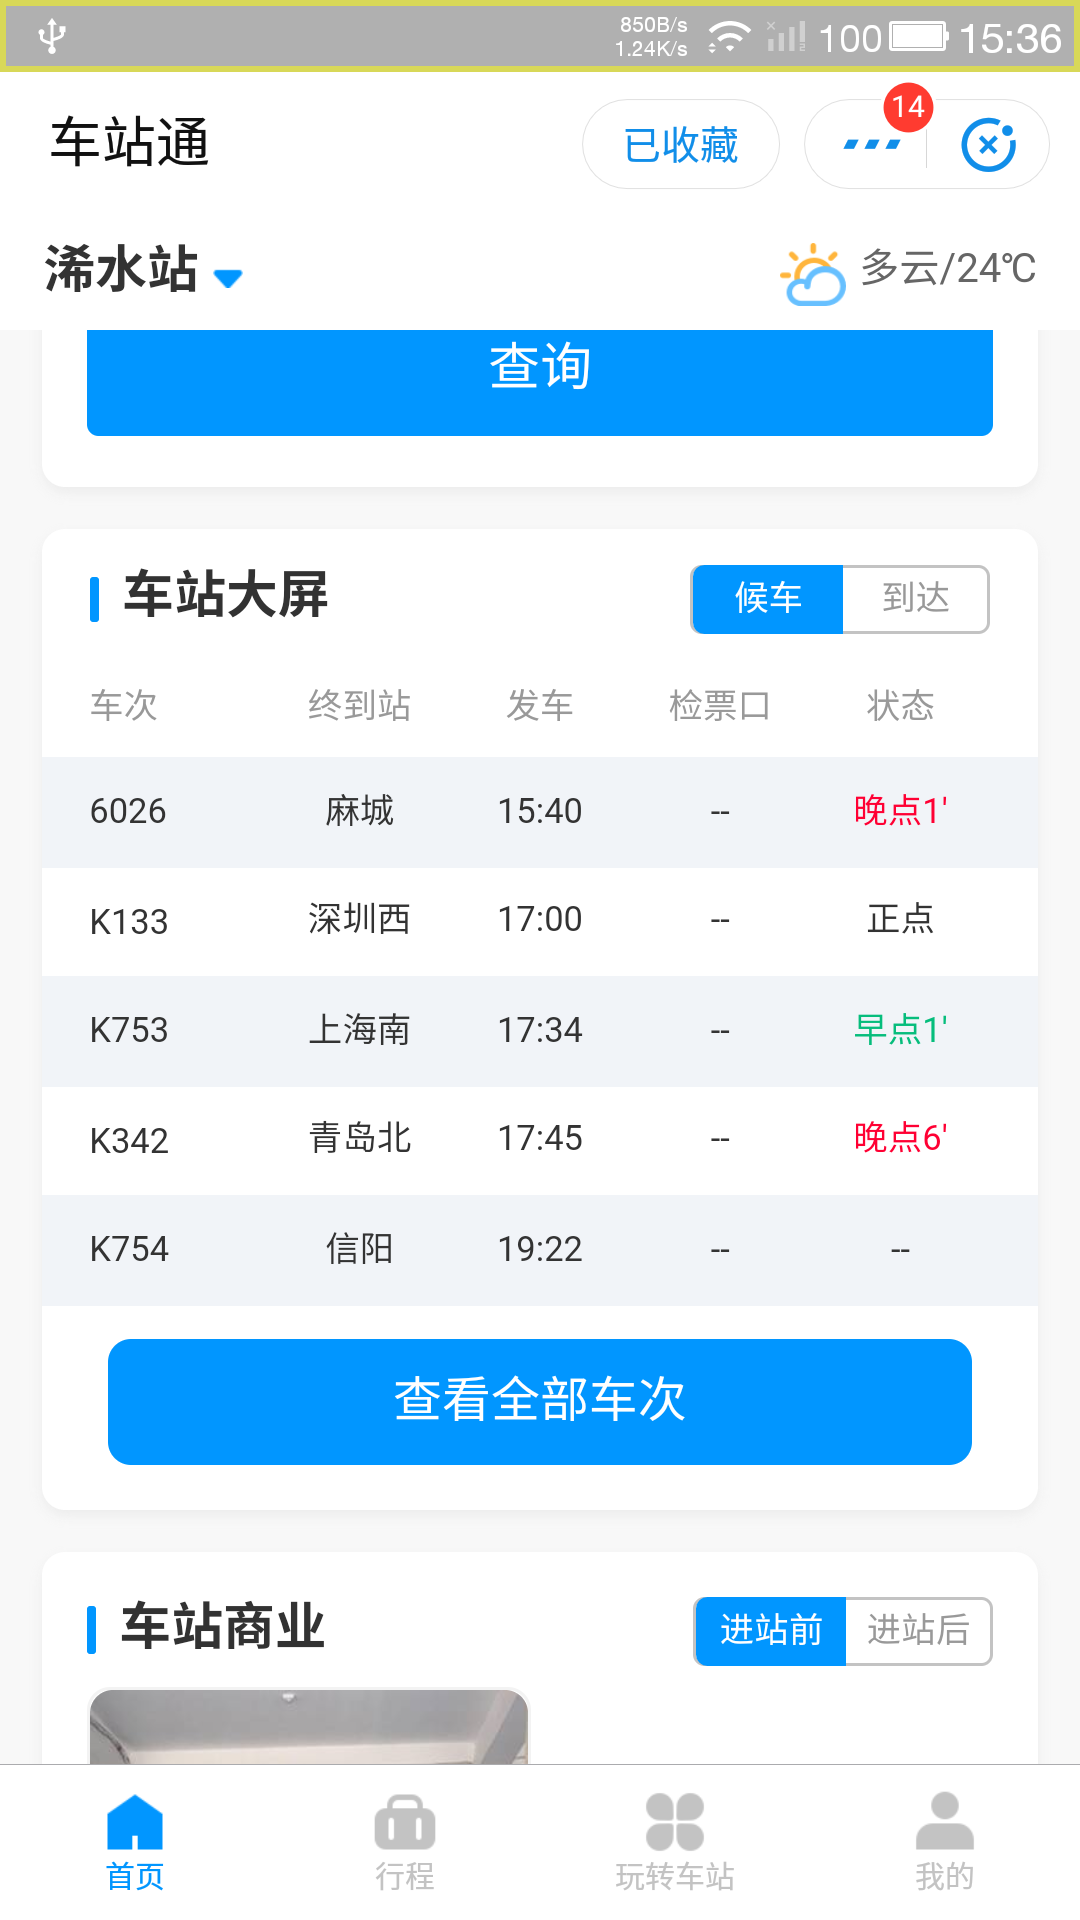 850B/s
1.24K/s
100
15:36
车站通
已收藏
14
浠水站
多云/24℃
查询
车站大屏
候车 到达
车次 终到站 发车 检票口 状态
6026 麻城 15:40 -- 晚点1'
K133 深圳西 17:00 -- 正点
K753 上海南 17:34 -- 早点1'
K342 青岛北 17:45 -- 晚点6'
K754 信阳 19:22 -- --
查看全部车次
车站商业
进站前 进站后
首页 行程 玩转车站 我的